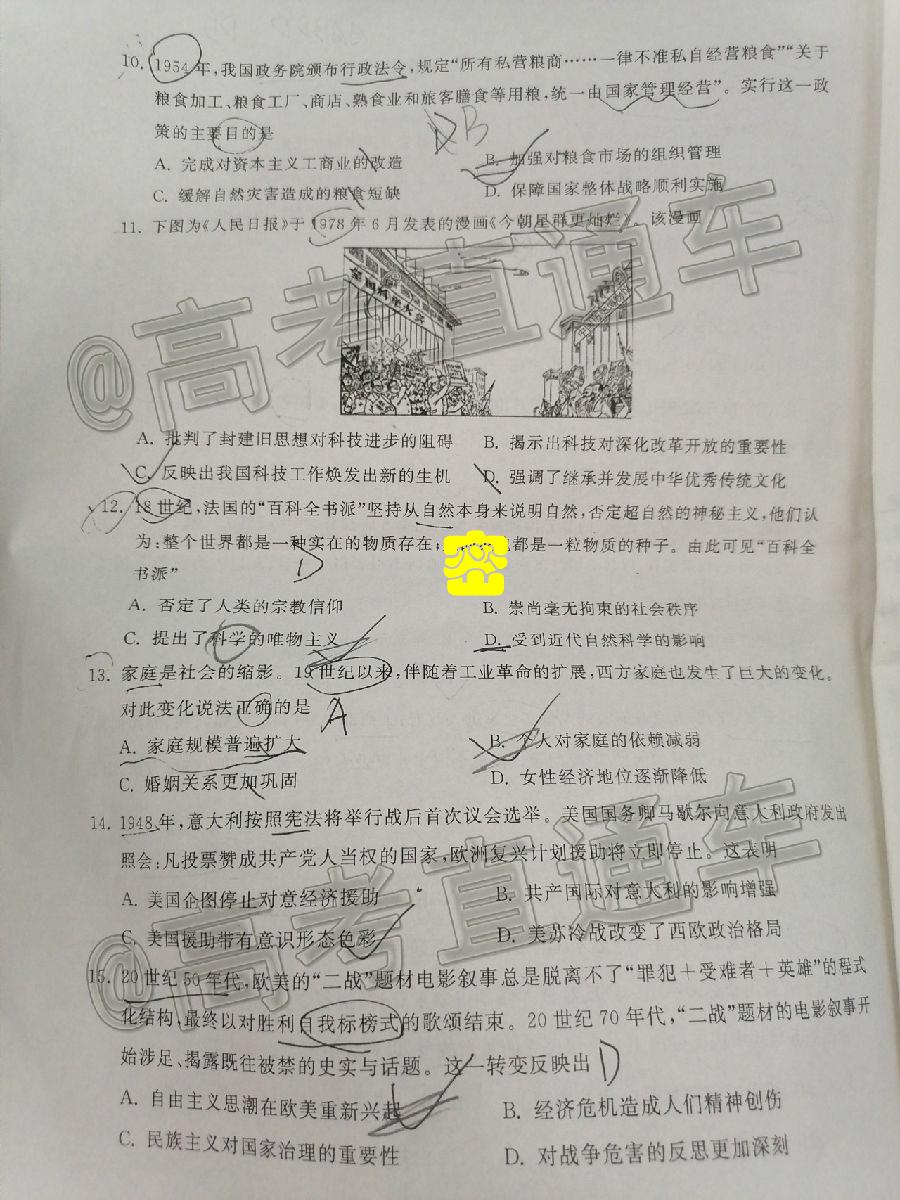 10. 1954年,我国政务院颁布行政法令,规定“所有私营粮商……一律不准私自经营粮食”“关于
粮食加工、粮食工厂、商店、熟食业和旅客膳食等用粮,统一由国家管理经营”。实行这一政
策的主要目的是
B
A. 完成对资本主义工商业的改造 B. 加强对粮食市场的组织管理
C. 缓解自然灾害造成的粮食短缺 D. 保障国家整体战略顺利实施
11. 下图为《人民日报》于1978年6月发表的漫画《今朝星群更灿烂》。该漫画
全国科学大会
@高考直通车
A. 批判了封建旧思想对科技进步的阻碍 B. 揭示出科技对深化改革开放的重要性
C. 反映出我国科技工作焕发出新的生机 D. 强调了继承并发展中华优秀传统文化
12. 18世纪,法国的“百科全书派”坚持从自然本身来说明自然,否定超自然的神秘主义,他们认
为:整个世界都是一种实在的物质存在;都是一粒物质的种子。由此可见“百科全
书派”
D
A. 否定了人类的宗教信仰 B. 崇尚毫无拘束的社会秩序
C. 提出了科学的唯物主义 D. 受到近代自然科学的影响
13. 家庭是社会的缩影。19世纪以来,伴随着工业革命的扩展,西方家庭也发生了巨大的变化。
对此变化说法正确的是
A
A. 家庭规模普遍扩大 B. 个人对家庭的依赖减弱
C. 婚姻关系更加巩固 D. 女性经济地位逐渐降低
14. 1948年,意大利按照宪法将举行战后首次议会选举。美国国务卿马歇尔向意大利政府发出
照会:凡投票赞成共产党人当权的国家,欧洲复兴计划援助将立即停止。这表明
A. 美国企图停止对意经济援助 B. 共产国际对意大利的影响增强
C. 美国援助带有意识形态色彩 D. 美苏冷战改变了西欧政治格局
@高考直通车
15. 20世纪50年代,欧美的“二战”题材电影叙事总是脱离不了“罪犯+受难者+英雄”的程式
化结构、最终以对胜利自我标榜式的歌颂结束。20世纪70年代,“二战”题材的电影叙事开
始涉足、揭露既往被禁的史实与话题。这一转变反映出
D
A. 自由主义思潮在欧美重新兴起 B. 经济危机造成人们精神创伤
C. 民族主义对国家治理的重要性 D. 对战争危害的反思更加深刻